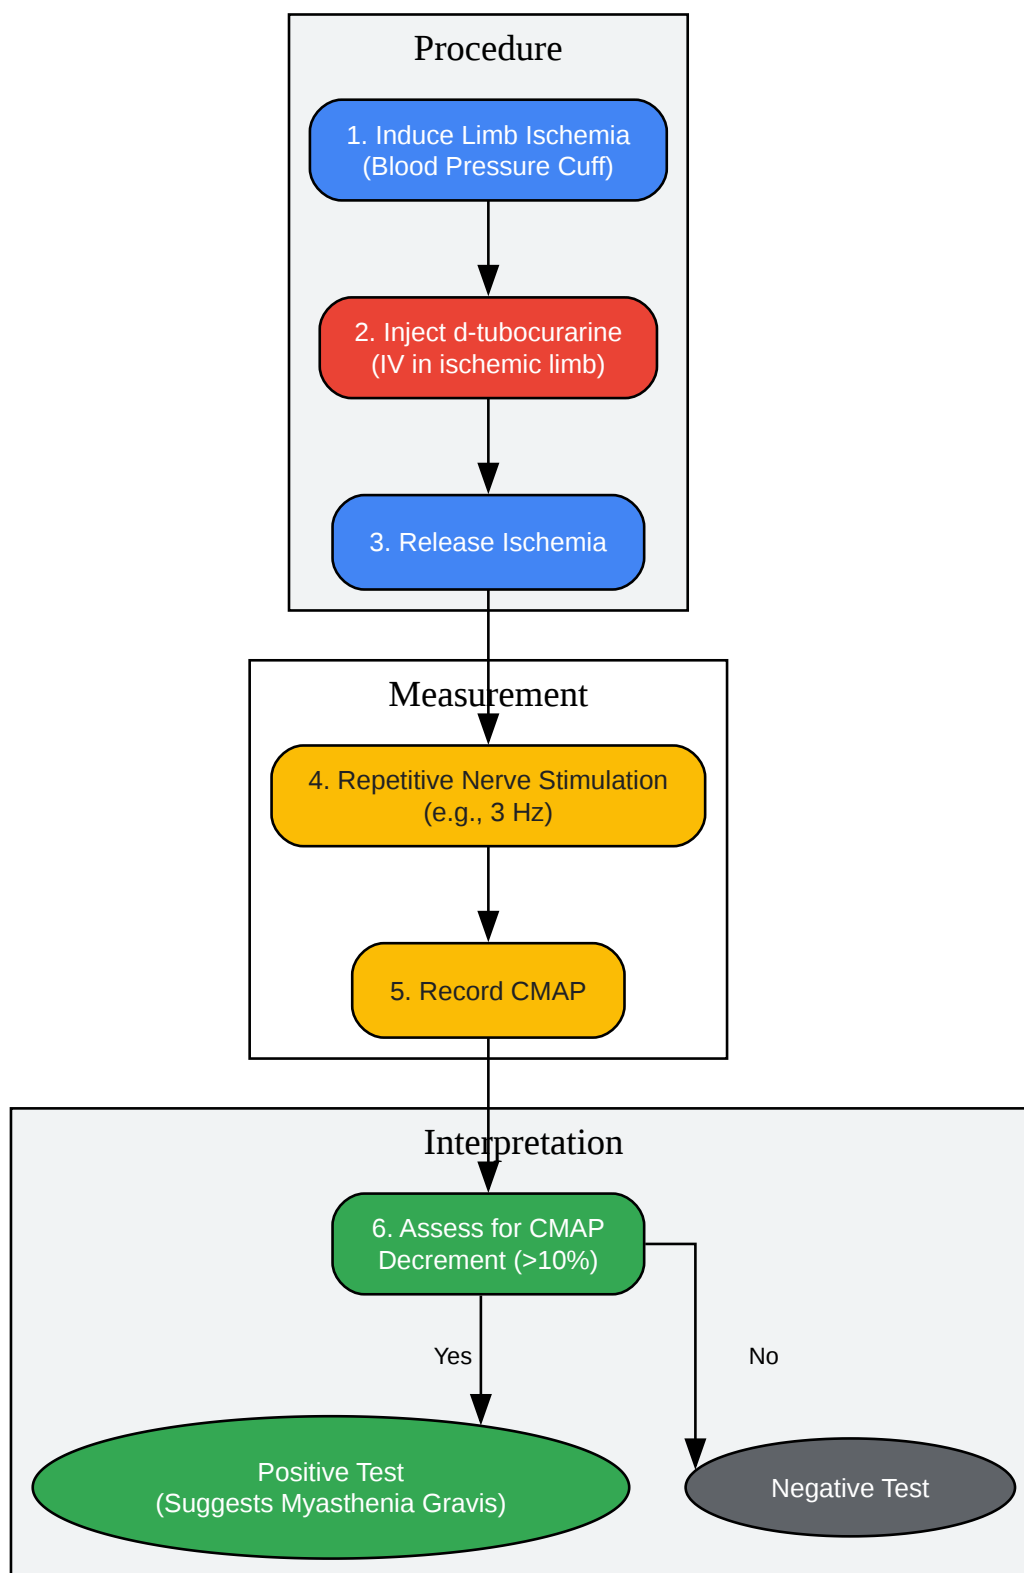 Procedure
1. Induce Limb Ischemia
(Blood Pressure Cuff)
2. Inject d-tubocurarine
(IV in ischemic limb)
3. Release Ischemia
Measurement
4. Repetitive Nerve Stimulation
(e.g., 3 Hz)
5. Record CMAP
Interpretation
6. Assess for CMAP
Decrement (>10%)
Yes
No
Positive Test
(Suggests Myasthenia Gravis)
Negative Test